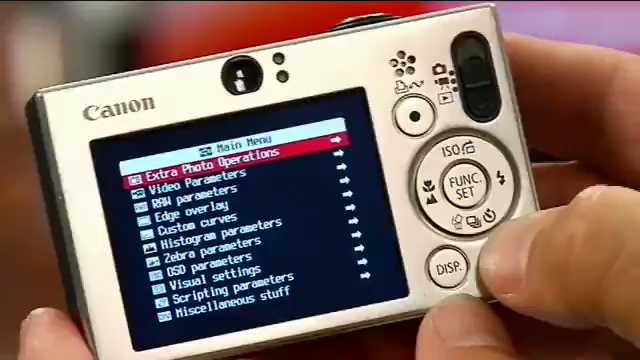 Canon
Main Menu
Extra Photo Operations
Video Parameters
RAW parameters
Edge overlay
Custom curves
Histogram parameters
Zebra parameters
OSD parameters
Visual settings
Scripting parameters
Miscellaneous stuff
ISO
FUNC.
SET
DISP.